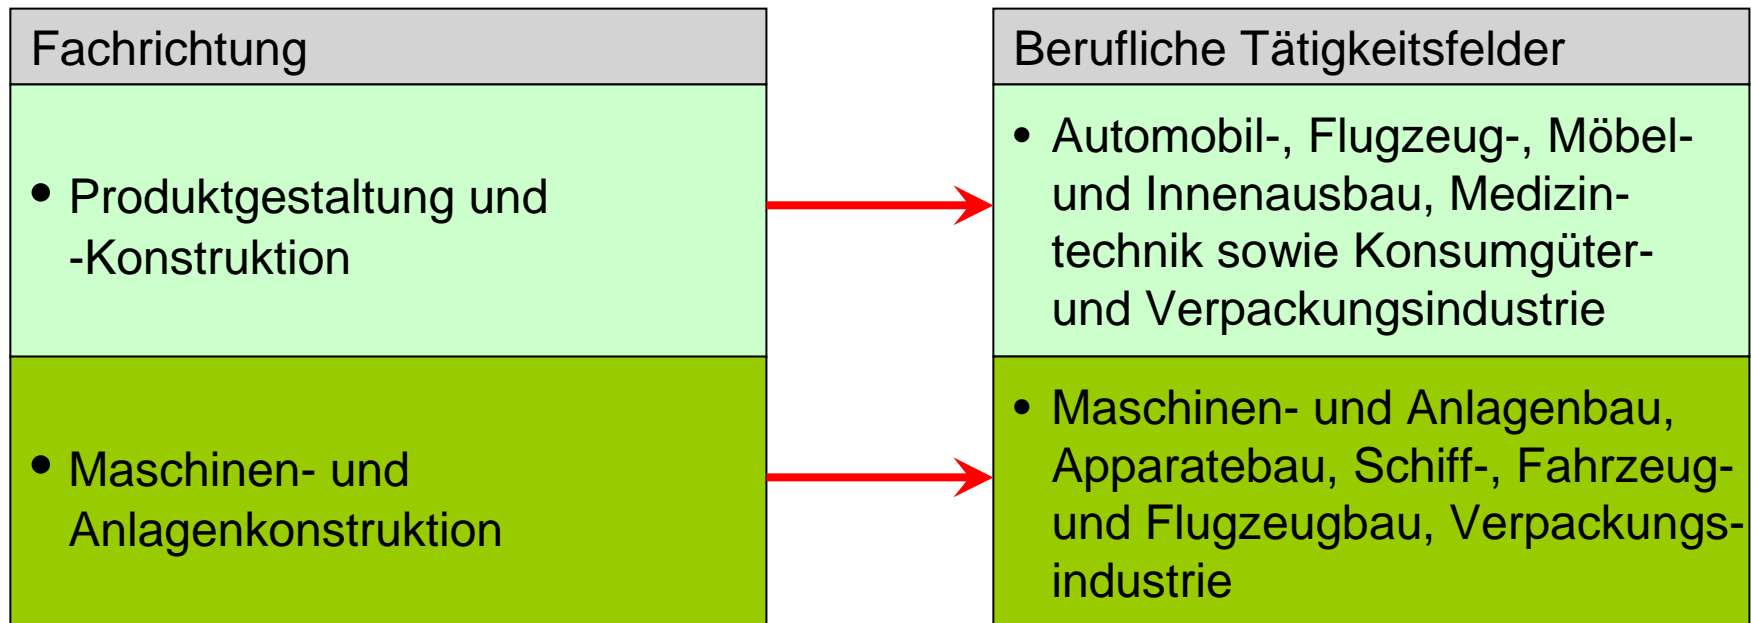 Fachrichtung
• Produktgestaltung und
-Konstruktion
• Maschinen- und
Anlagenkonstruktion
Berufliche Tätigkeitsfelder
• Automobil-, Flugzeug-, Möbel-
und Innenausbau, Medizin-
technik sowie Konsumgüter-
und Verpackungsindustrie
• Maschinen- und Anlagenbau,
Apparatebau, Schiff-, Fahrzeug-
und Flugzeugbau, Verpackungs-
industrie